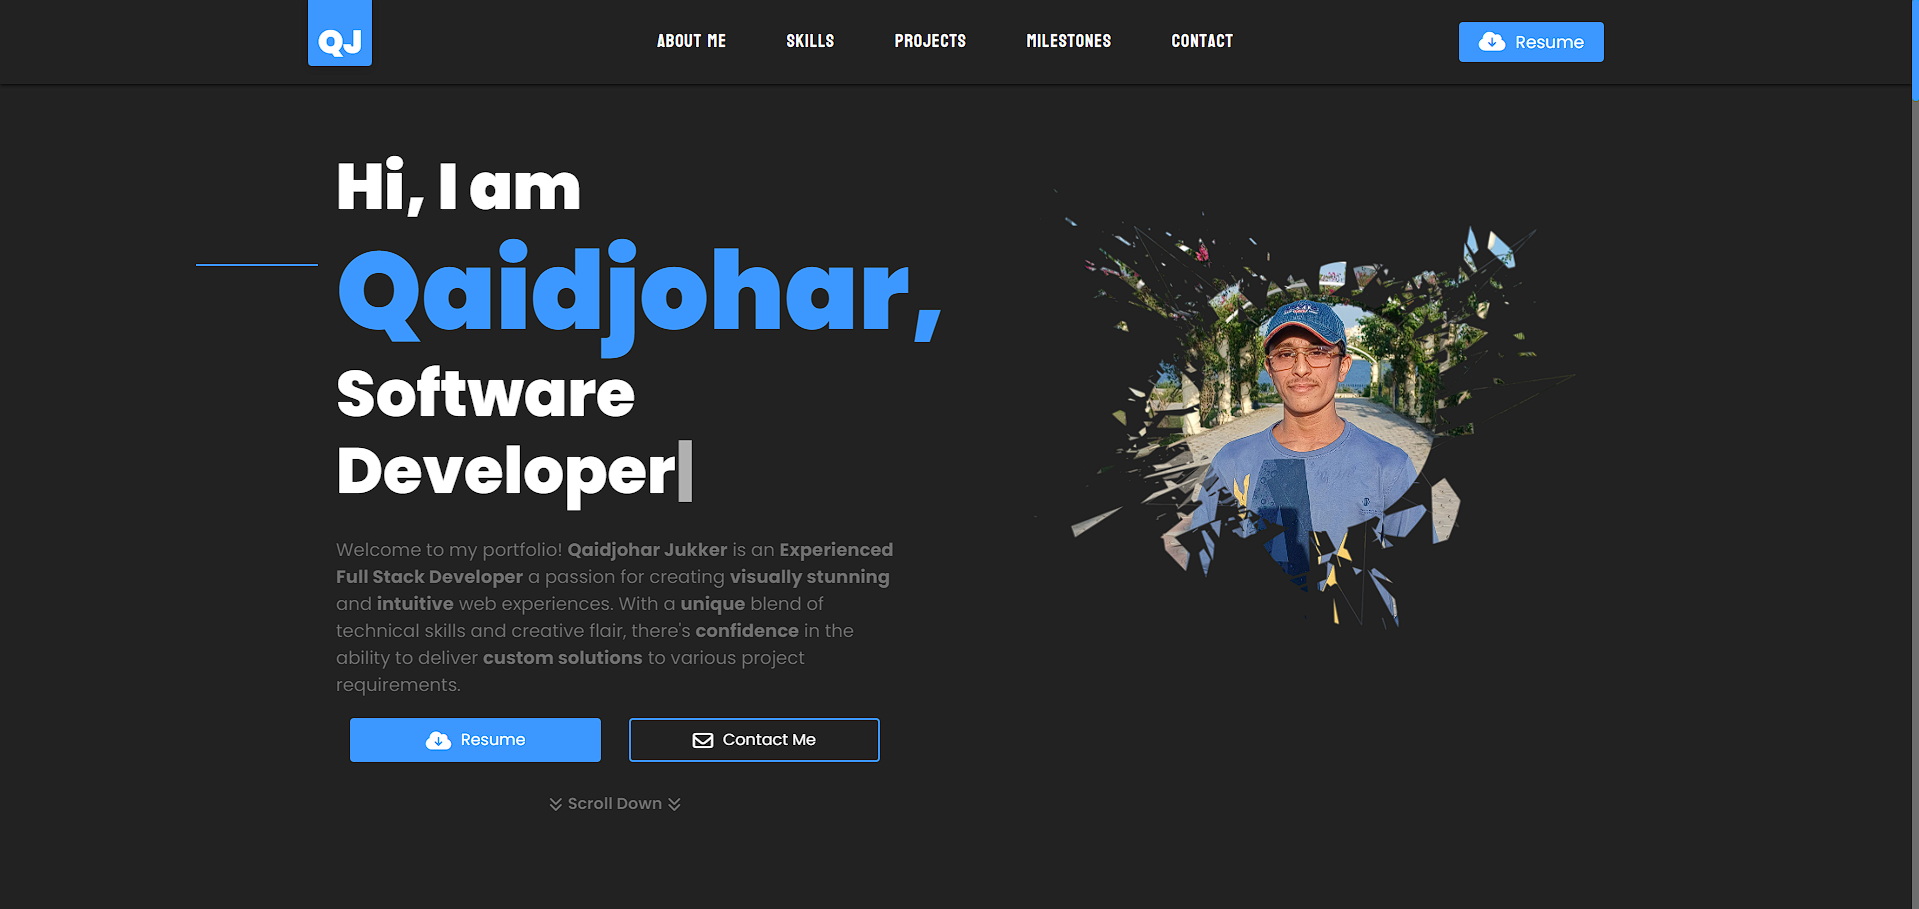 QJ
ABOUT ME
SKILLS
PROJECTS
MILESTONES
CONTACT
Resume
Hi, I am
Qaidjohar,
Software
Developer
Welcome to my portfolio! Qaidjohar Jukker is an Experienced
Full Stack Developer a passion for creating visually stunning
and intuitive web experiences. With a unique blend of
technical skills and creative flair, there's confidence in the
ability to deliver custom solutions to various project
requirements.
Resume
Contact Me
Scroll Down